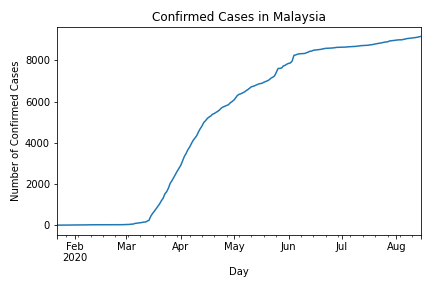 Confirmed Cases in Malaysia
Number of Confirmed Cases
8000
6000
4000
2000
0
Feb Mar Apr May Jun Jul Aug
2020
Day